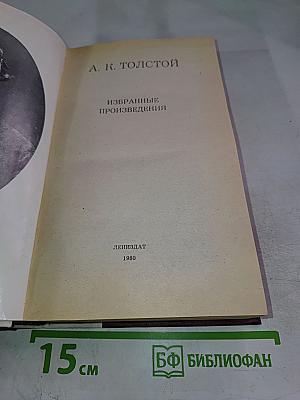 А. К. ТОЛСТОЙ
ИЗБРАННЫЕ
ПРОИЗВЕДЕНИЯ
ЛЕНИЗДАТ
1980
15 см
БФ БИБЛИОФАН